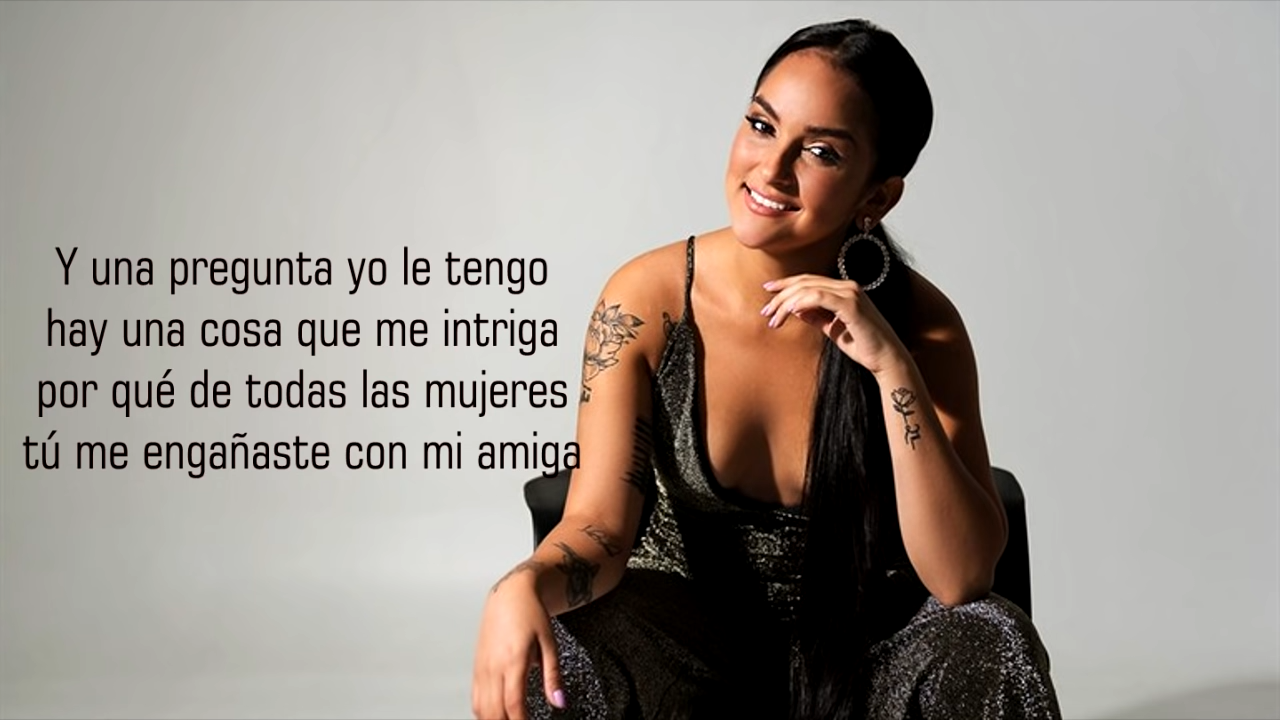 Y una pregunta yo le tengo
hay una cosa que me intriga
por qué de todas las mujeres
tú me engañaste con mi amiga